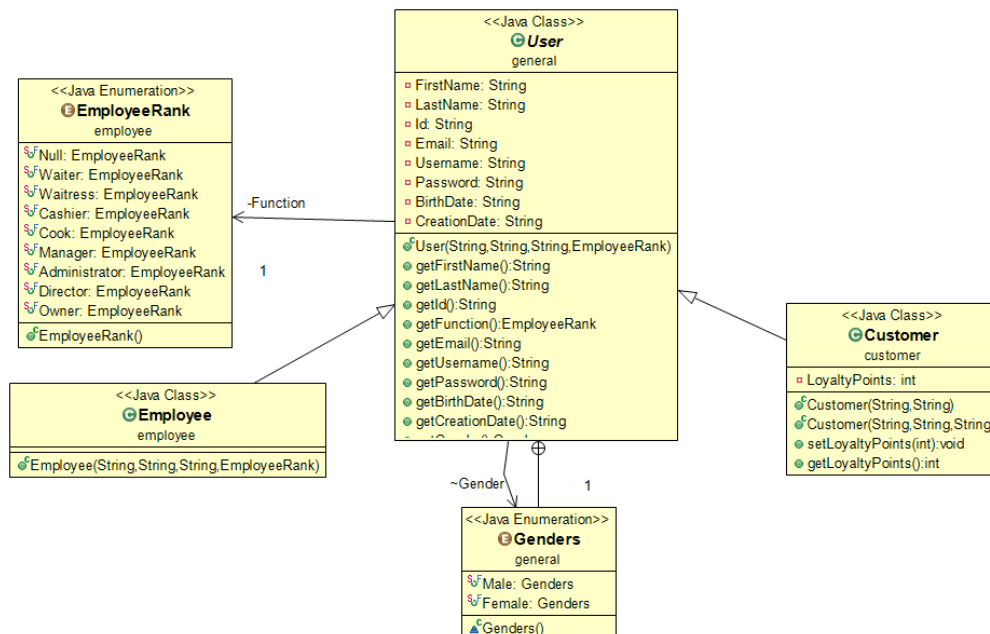 <<Java Class>>
User
general
FirstName: String
LastName: String
Id: String
Email: String
Username: String
Password: String
BirthDate: String
CreationDate: String
User(String,String,String,EmployeeRank)
getFirstName():String
getLastName():String
getId():String
getFunction():EmployeeRank
getEmail():String
getUsername():String
getPassword():String
getBirthDate():String
getCreationDate():String
<<Java Enumeration>>
EmployeeRank
employee
Null: EmployeeRank
Waiter: EmployeeRank
Waitress: EmployeeRank
Cashier: EmployeeRank
Cook: EmployeeRank
Manager: EmployeeRank
Administrator: EmployeeRank
Director: EmployeeRank
Owner: EmployeeRank
EmployeeRank()
-Function
1
<<Java Class>>
Employee
employee
Employee(String,String,String,EmployeeRank)
<<Java Class>>
Customer
customer
LoyaltyPoints: int
Customer(String,String)
Customer(String,String,String
setLoyaltyPoints(int):void
getLoyaltyPoints():int
~Gender
1
<<Java Enumeration>>
Genders
general
Male: Genders
Female: Genders
Genders()